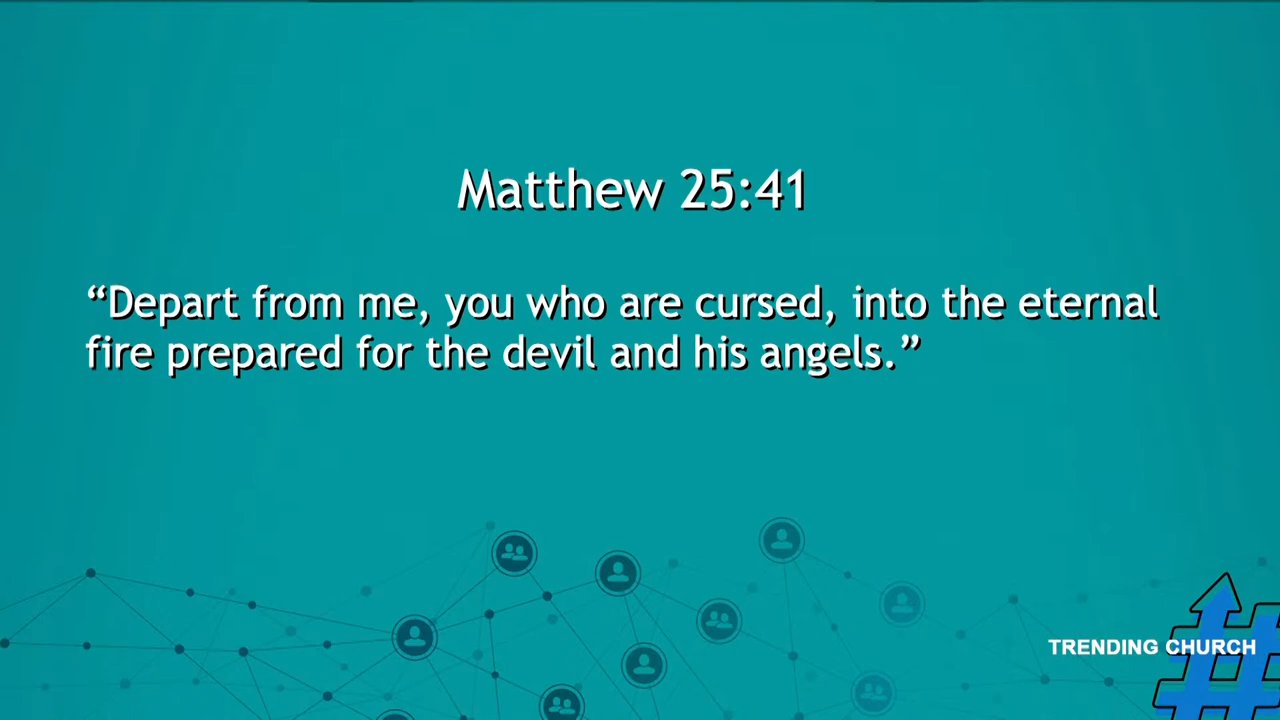 Matthew 25:41
“Depart from me, you who are cursed, into the eternal
fire prepared for the devil and his angels.”
TRENDING CHURCH